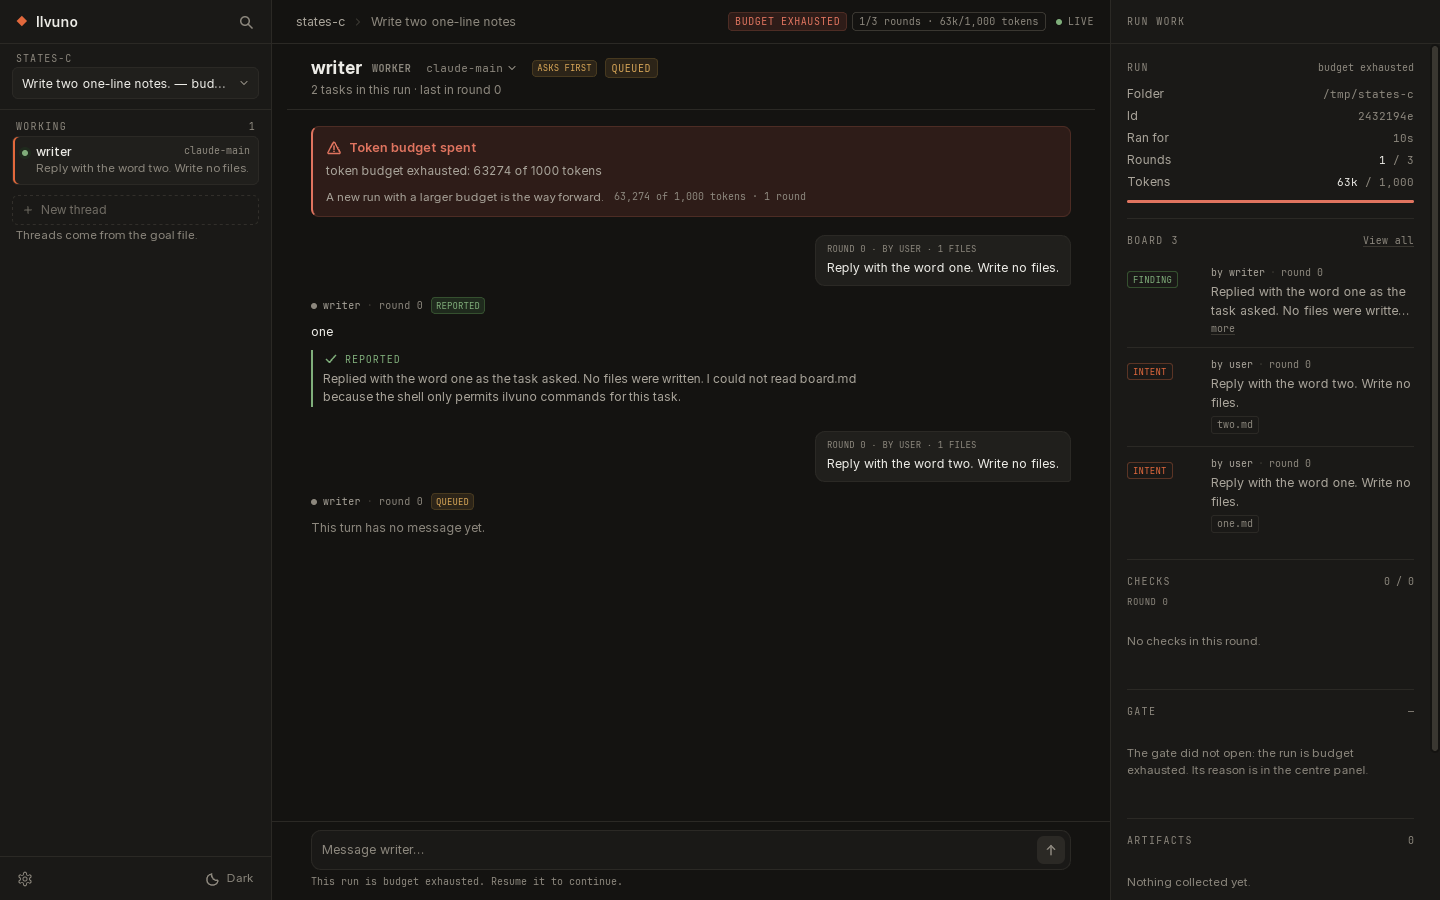 Ilvuno
STATES-C
Write two one-line notes. — bud...
WORKING 1
writer claude-main
Reply with the word two. Write no files.
+ New thread
Threads come from the goal file.
Dark
states-c › Write two one-line notes
BUDGET EXHAUSTED 1/3 rounds · 63k/1,000 tokens LIVE
writer WORKER claude-main ASKS FIRST QUEUED
2 tasks in this run · last in round 0
Token budget spent
token budget exhausted: 63274 of 1000 tokens
A new run with a larger budget is the way forward. 63,274 of 1,000 tokens · 1 round
ROUND 0 · BY USER · 1 FILES
Reply with the word one. Write no files.
writer · round 0 REPORTED
one
REPORTED
Replied with the word one as the task asked. No files were written. I could not read board.md
because the shell only permits ilvuno commands for this task.
ROUND 0 · BY USER · 1 FILES
Reply with the word two. Write no files.
writer · round 0 QUEUED
This turn has no message yet.
Message writer...
This run is budget exhausted. Resume it to continue.
RUN WORK
RUN budget exhausted
Folder /tmp/states-c
Id 2432194e
Ran for 10s
Rounds 1 / 3
Tokens 63k / 1,000
BOARD 3 View all
FINDING by writer · round 0
Replied with the word one as the
task asked. No files were writte...
more
INTENT by user · round 0
Reply with the word two. Write no
files.
two.md
INTENT by user · round 0
Reply with the word one. Write no
files.
one.md
CHECKS 0 / 0
ROUND 0
No checks in this round.
GATE —
The gate did not open: the run is budget
exhausted. Its reason is in the centre panel.
ARTIFACTS 0
Nothing collected yet.